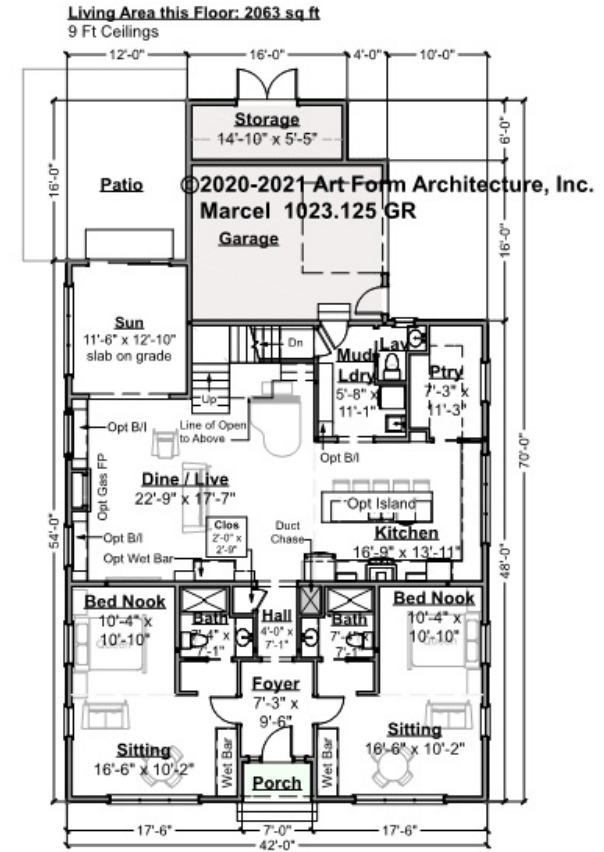 Living Area this Floor: 2063 sq ft
9 Ft Ceilings
12'-0"
16'-0"
4'-0"
10'-0"
Storage
14'-10" x 5'-5"
6'-0"
16'-0"
Patio
©2020-2021 Art Form Architecture, Inc.
Marcel 1023.125 GR
Garage
16'-0"
Sun
11'-6" x 12'-10"
slab on grade
Dn
Up
Mud
Ldry
5'-8" x
11'-1"
Lav
Ptry
7'-3" x
11'-3"
Opt B/I
Line of Open
to Above
Opt B/I
Opt Gas FP
Dine / Live
22'-9" x 17'-7"
Opt Island
Kitchen
16'-9" x 13'-11"
Opt B/I
Opt Wet Bar
Clos
2'-0" x
2'-9"
Duct
Chase
70'-0"
54'-0"
48'-0"
Bed Nook
10'-4" x
10'-10"
Bath
7'-4" x
7'-1"
Hall
4'-0" x
7'-1"
Bath
7'-4" x
7'-1"
Bed Nook
10'-4" x
10'-10"
Foyer
7'-3" x
9'-6"
Sitting
16'-6" x 10'-2"
Wet Bar
Wet Bar
Sitting
16'-6" x 10'-2"
Porch
17'-6"
7'-0"
17'-6"
42'-0"